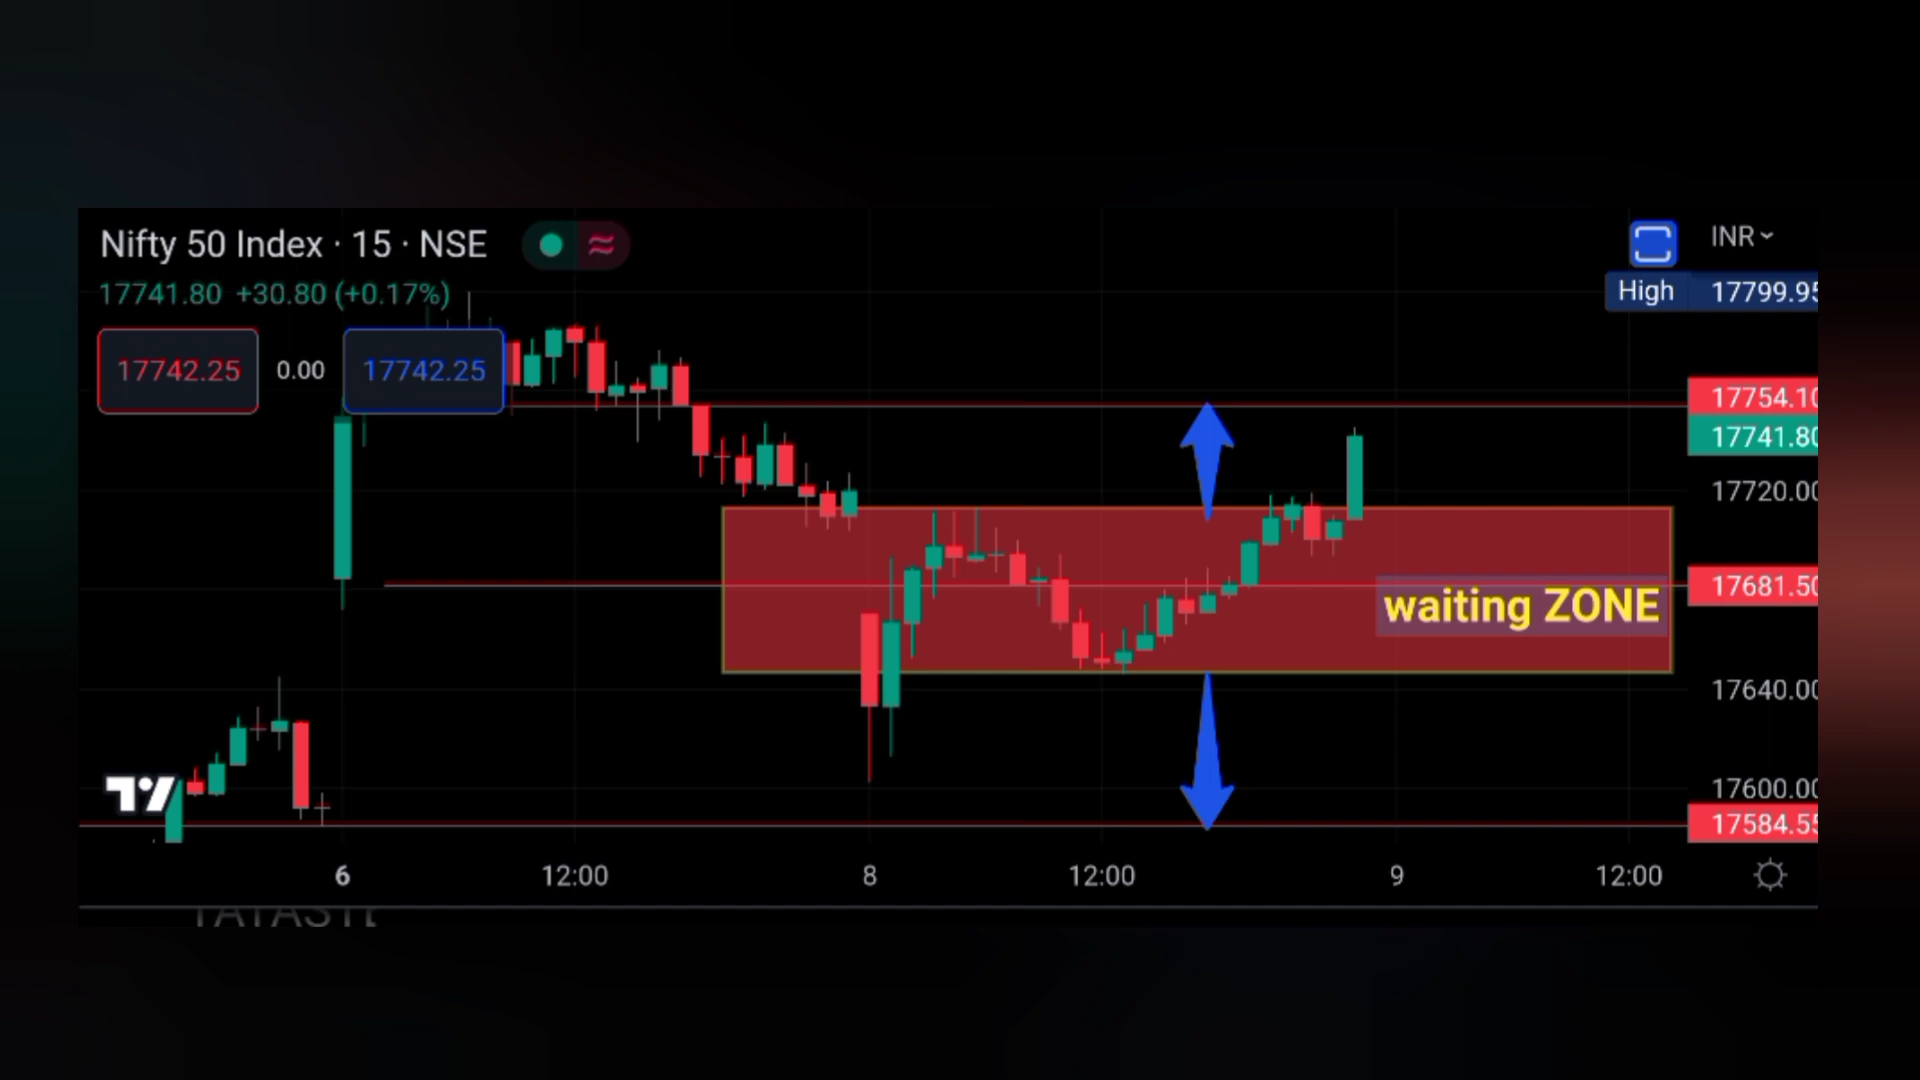 Nifty 50 Index · 15 · NSE
INR
17741.80 +30.80 (+0.17%)
High 17799.95
17742.25 0.00 17742.25
17754.10
17741.80
17720.00
17681.50
waiting ZONE
17640.00
17600.00
17584.55
6 12:00 8 12:00 9 12:00